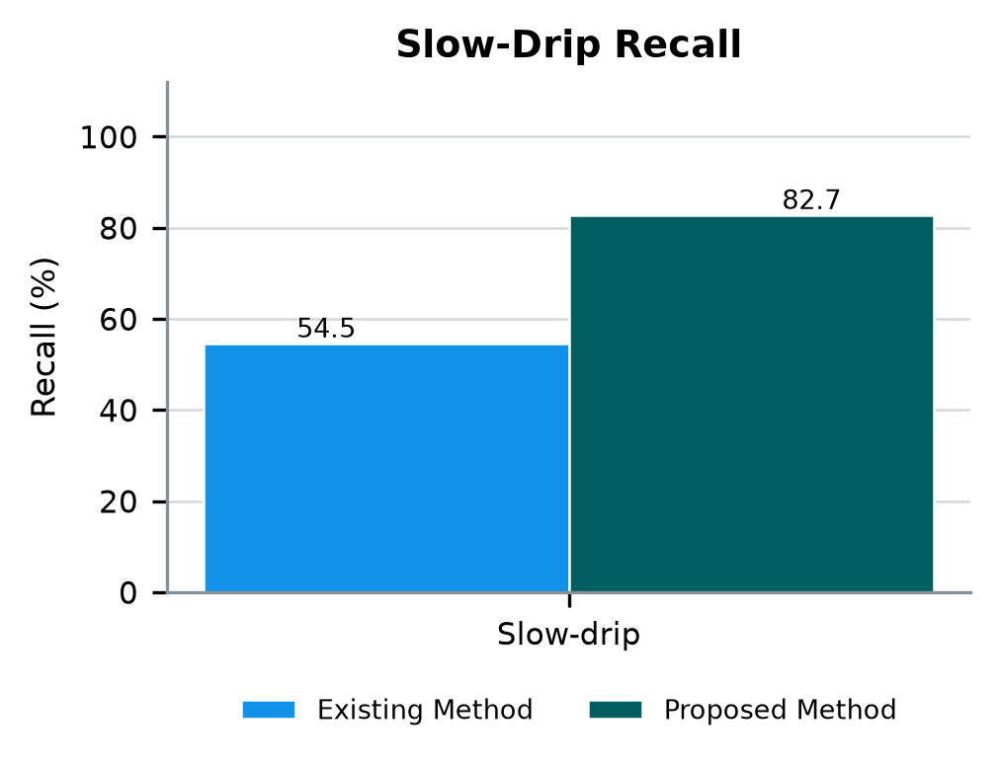 Slow-Drip Recall
Recall (%)
100
80
60
40
20
0
54.5
82.7
Slow-drip
Existing Method
Proposed Method